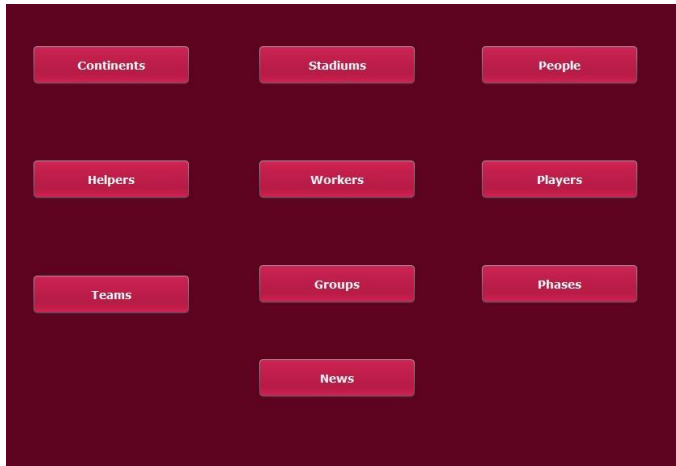 Continents
Stadiums
People
Helpers
Workers
Players
Teams
Groups
Phases
News